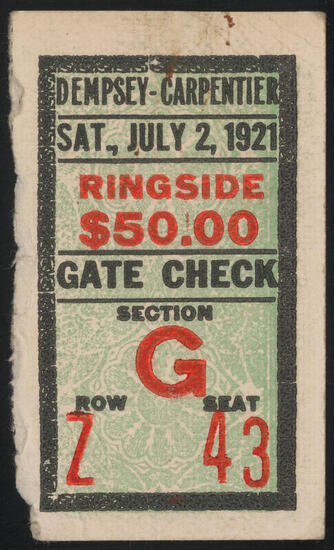 DEMPSEY-CARPENTIER
SAT., JULY 2, 1921
RINGSIDE
$50.00
GATE CHECK
SECTION
G
ROW SEAT
Z 43